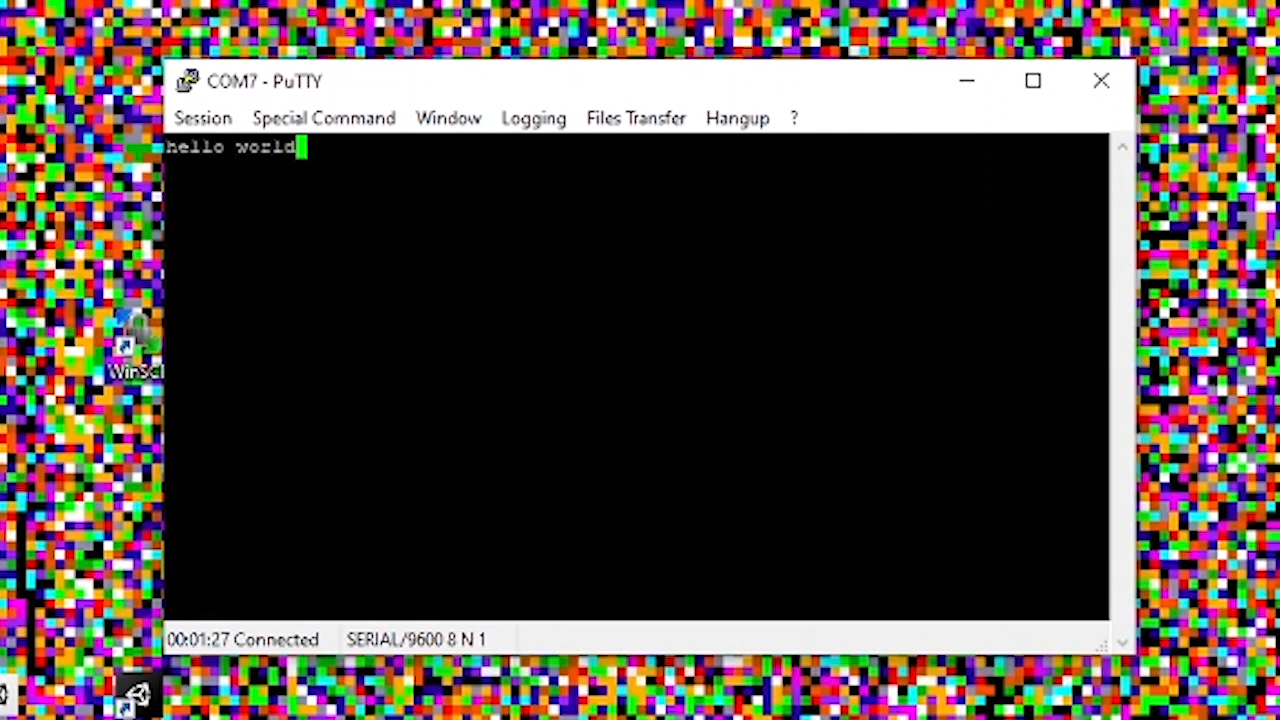 COM7 - PuTTY
Session Special Command Window Logging Files Transfer Hangup ?
hello world
00:01:27 Connected SERIAL/9600 8 N 1